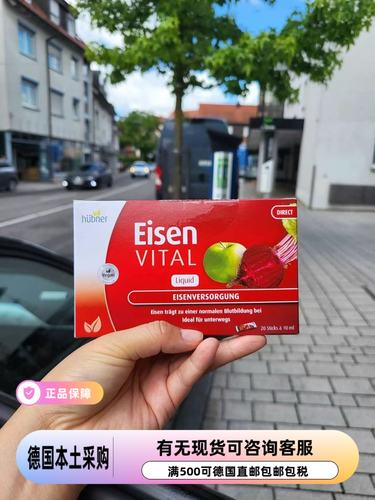 hübner
DIRECT
Eisen
VITAL
Liquid
Vegan
EISENVERSORGUNG
Eisen trägt zu einer normalen Blutbildung bei
Ideal für unterwegs
20 Sticks à 10 ml
正品保障
德国本土采购
有无现货可咨询客服
满500可德国直邮包邮包税